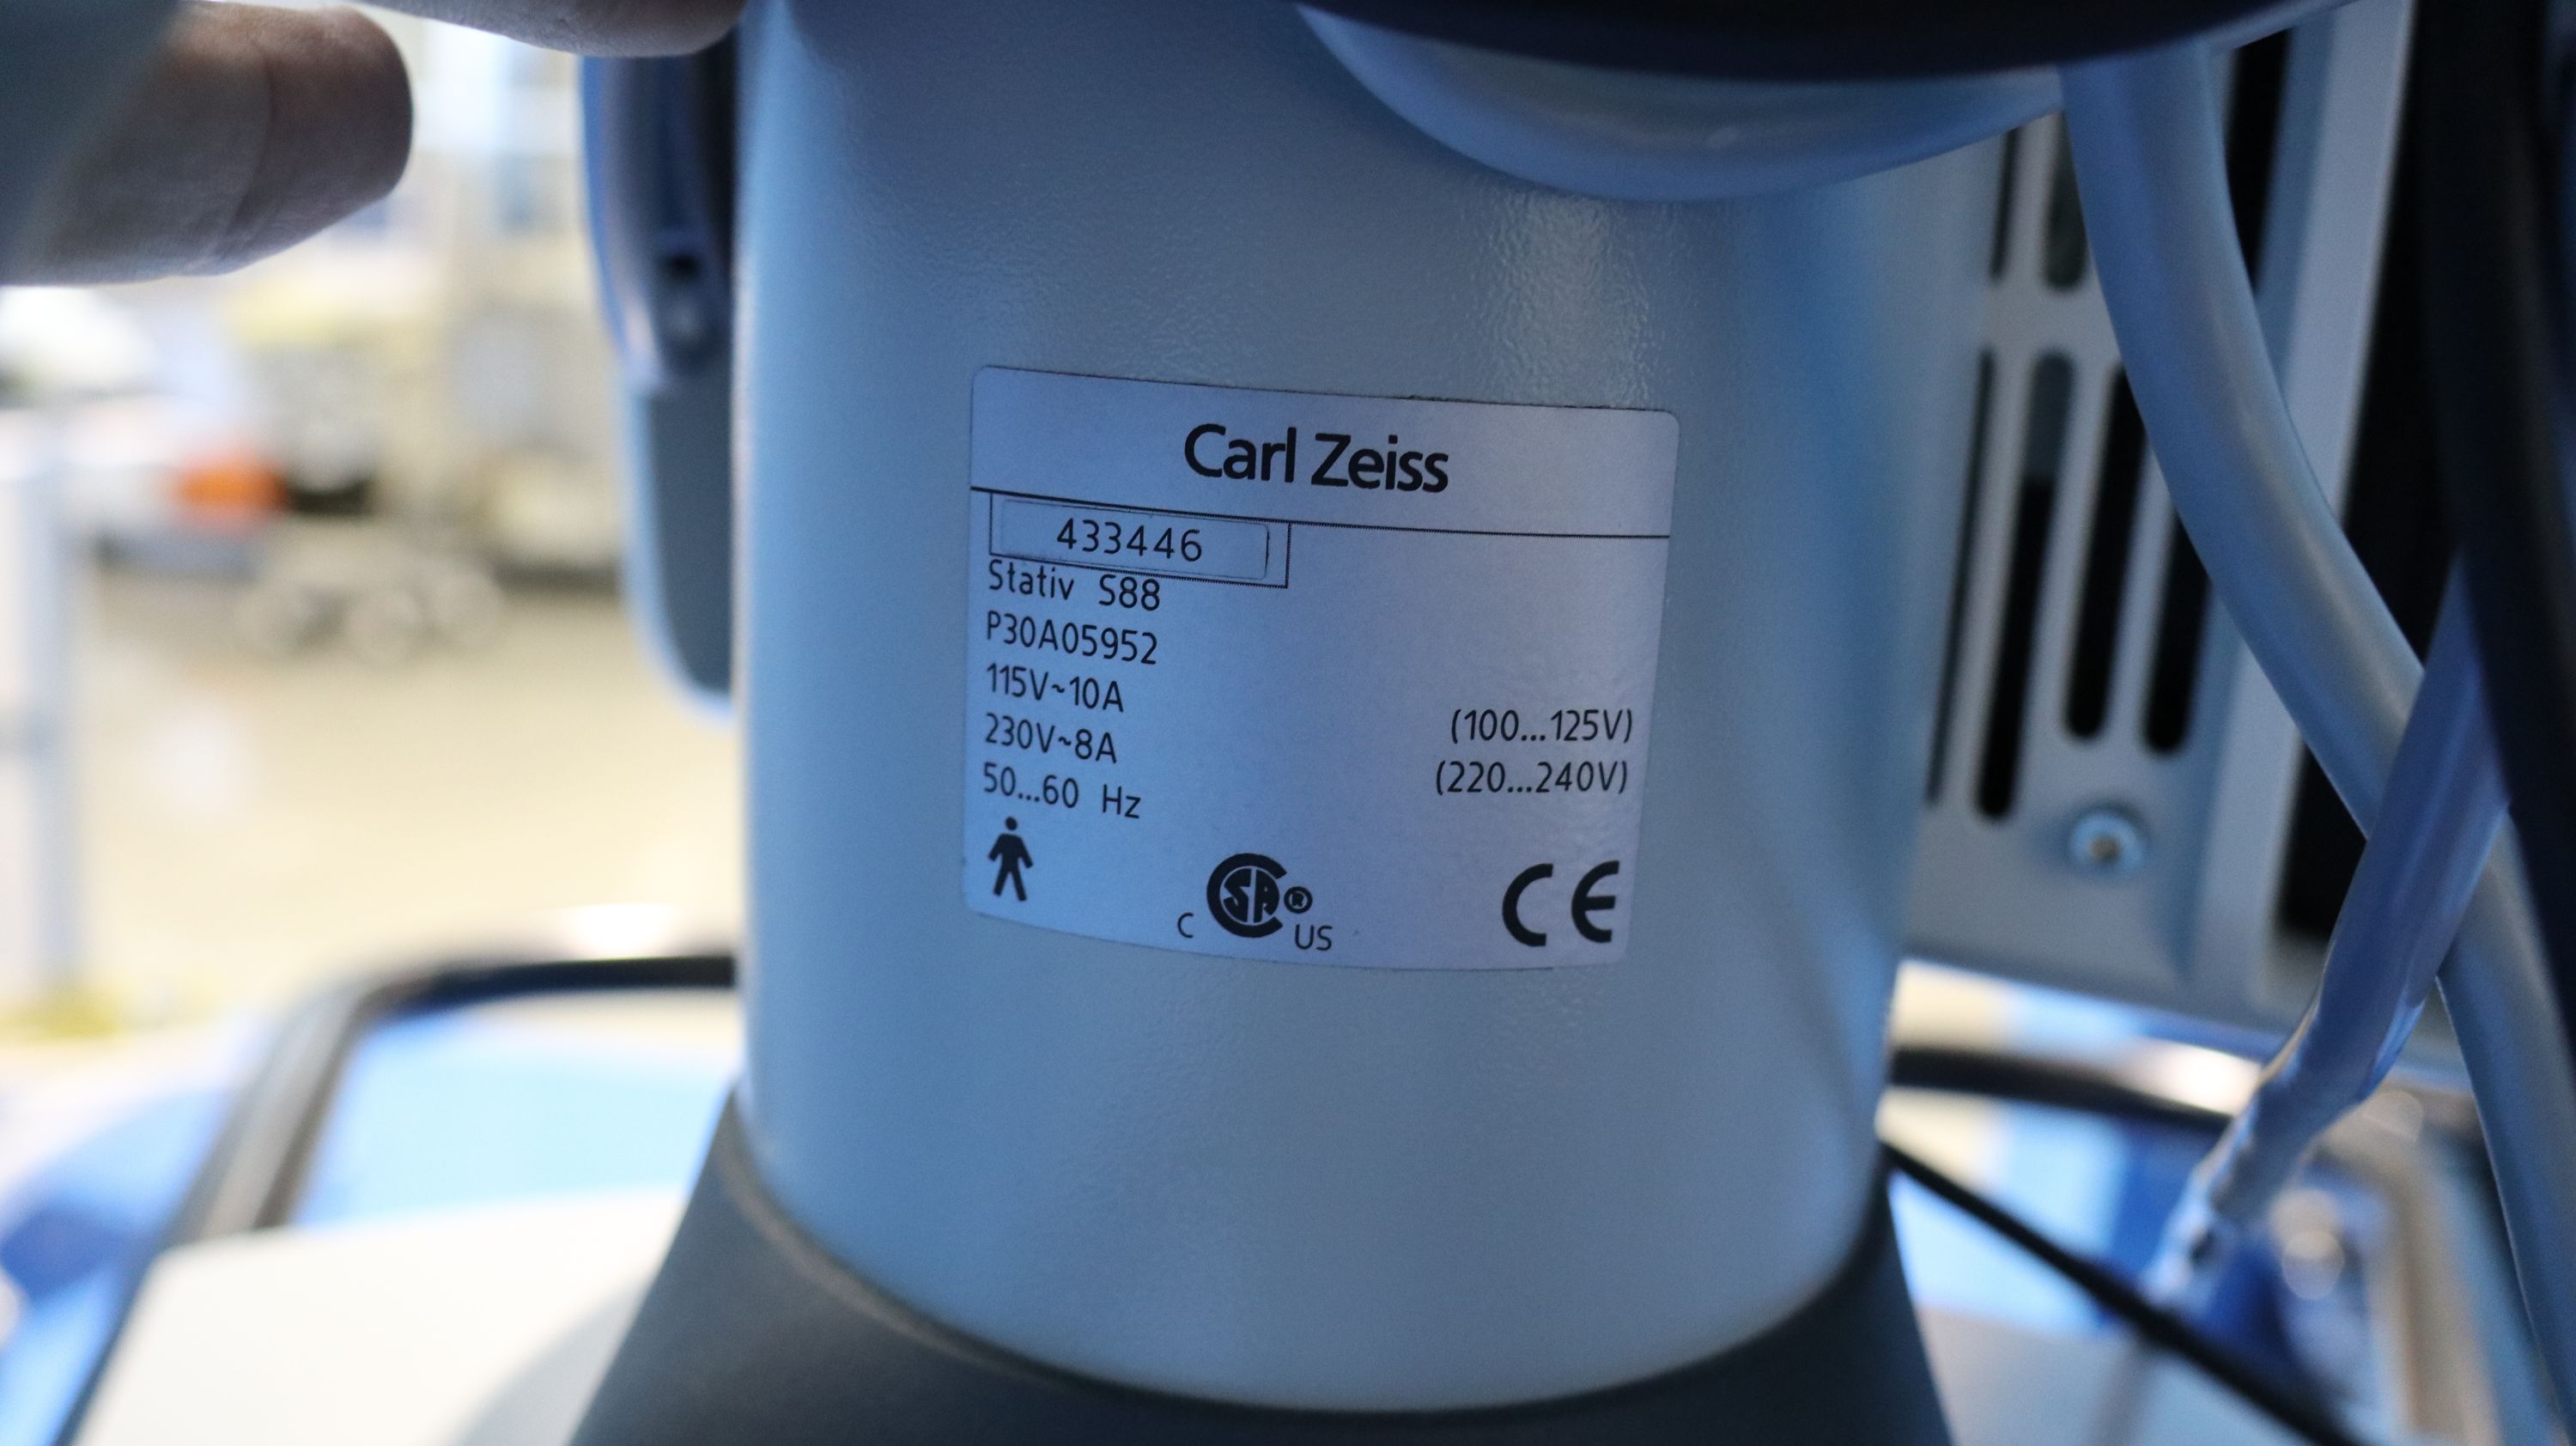 Carl Zeiss
433446
Stativ S88
P30A05952
115V~10A (100...125V)
230V~8A (220...240V)
50...60 Hz
C SA ® US CE